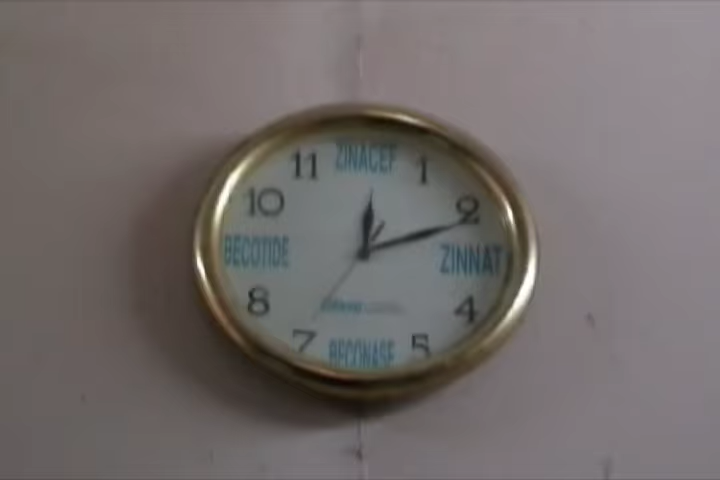 ZINACEF
11
1
10
2
BECOTIDE
ZINNAT
8
4
7
BECONASE
5